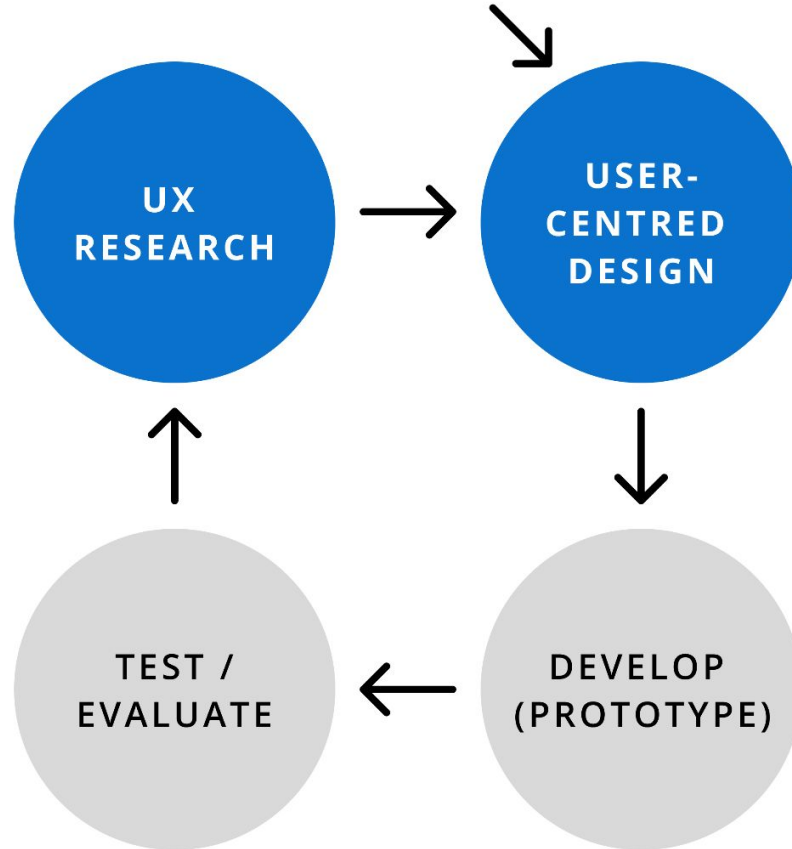 UX
RESEARCH
USER-
CENTRED
DESIGN
TEST /
EVALUATE
DEVELOP
(PROTOTYPE)